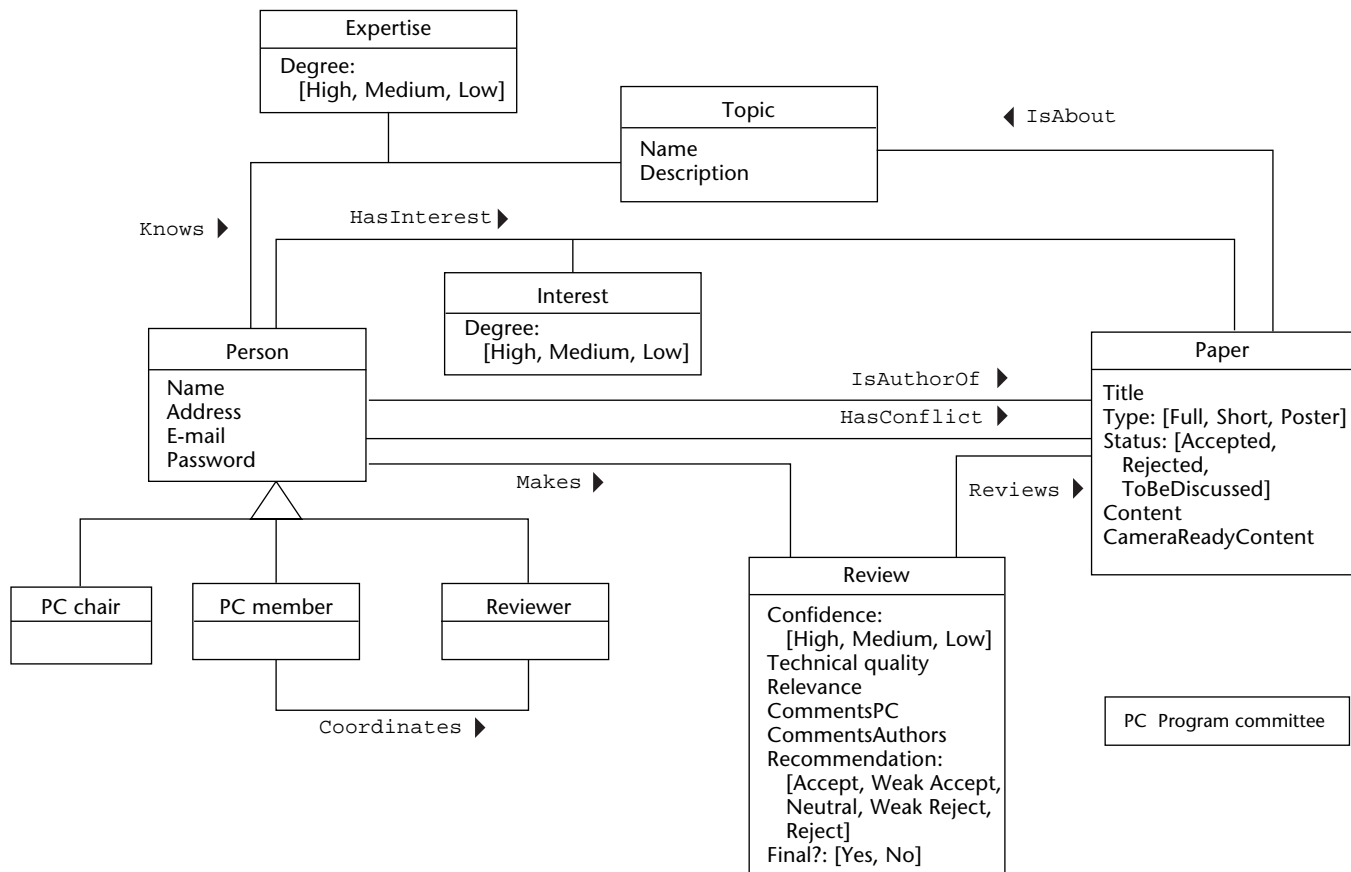 Expertise
Degree:
[High, Medium, Low]
Topic
Name
Description
IsAbout
Knows
HasInterest
Interest
Degree:
[High, Medium, Low]
Person
Name
Address
E-mail
Password
IsAuthorOf
HasConflict
Makes
Reviews
Paper
Title
Type: [Full, Short, Poster]
Status: [Accepted,
Rejected,
ToBeDiscussed]
Content
CameraReadyContent
PC chair
PC member
Reviewer
Coordinates
Review
Confidence:
[High, Medium, Low]
Technical quality
Relevance
CommentsPC
CommentsAuthors
Recommendation:
[Accept, Weak Accept,
Neutral, Weak Reject,
Reject]
Final?: [Yes, No]
PC Program committee